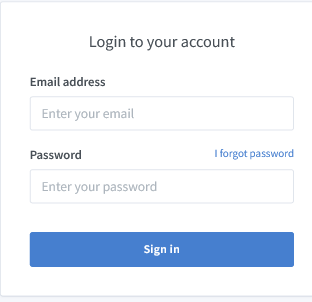 Login to your account
Email address
Enter your email
Password I forgot password
Enter your password
Sign in